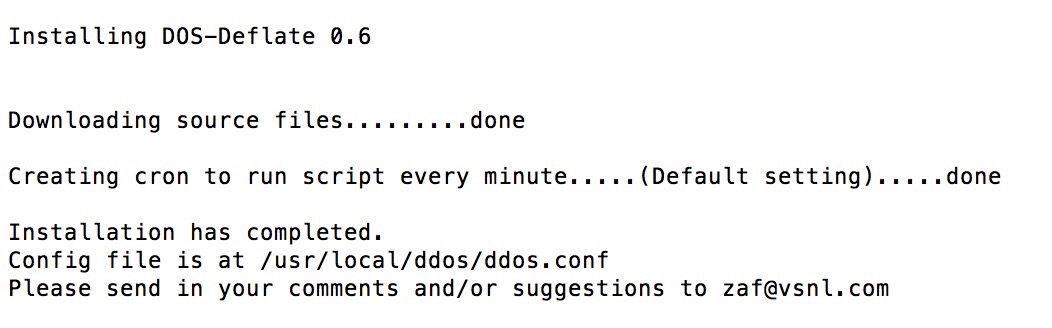 Installing DOS-Deflate 0.6
Downloading source files.........done
Creating cron to run script every minute.....(Default setting).....done
Installation has completed.
Config file is at /usr/local/ddos/ddos.conf
Please send in your comments and/or suggestions to zaf@vsnl.com